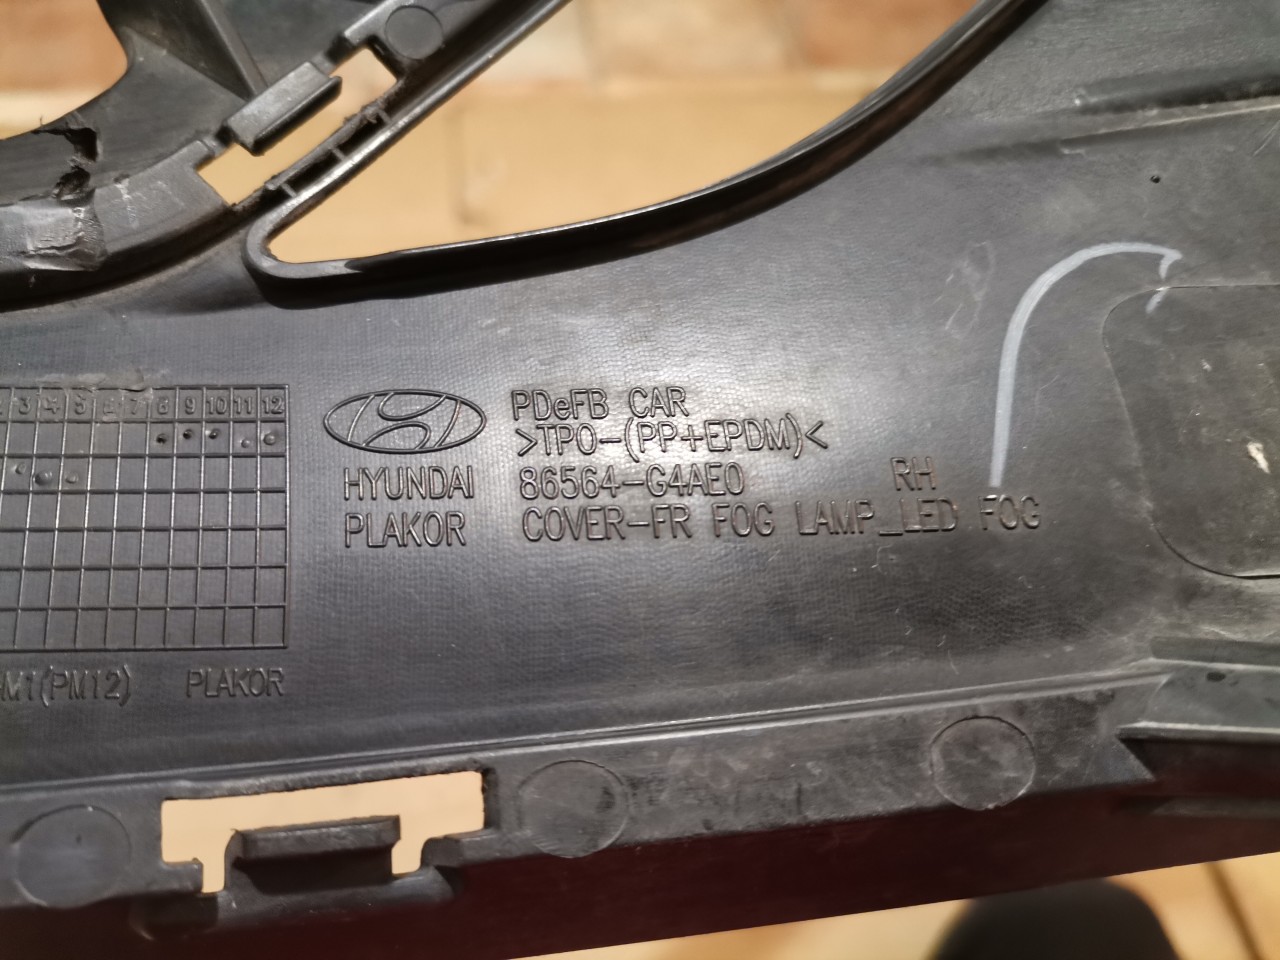 PDeFB CAR
>TPO-(PP+EPDM)<
HYUNDAI 86564-G4AE0 RH
PLAKOR COVER-FR FOG LAMP_LED FOG
3 4 5 6 7 8 9 10 11 12
M1(PM12) PLAKOR